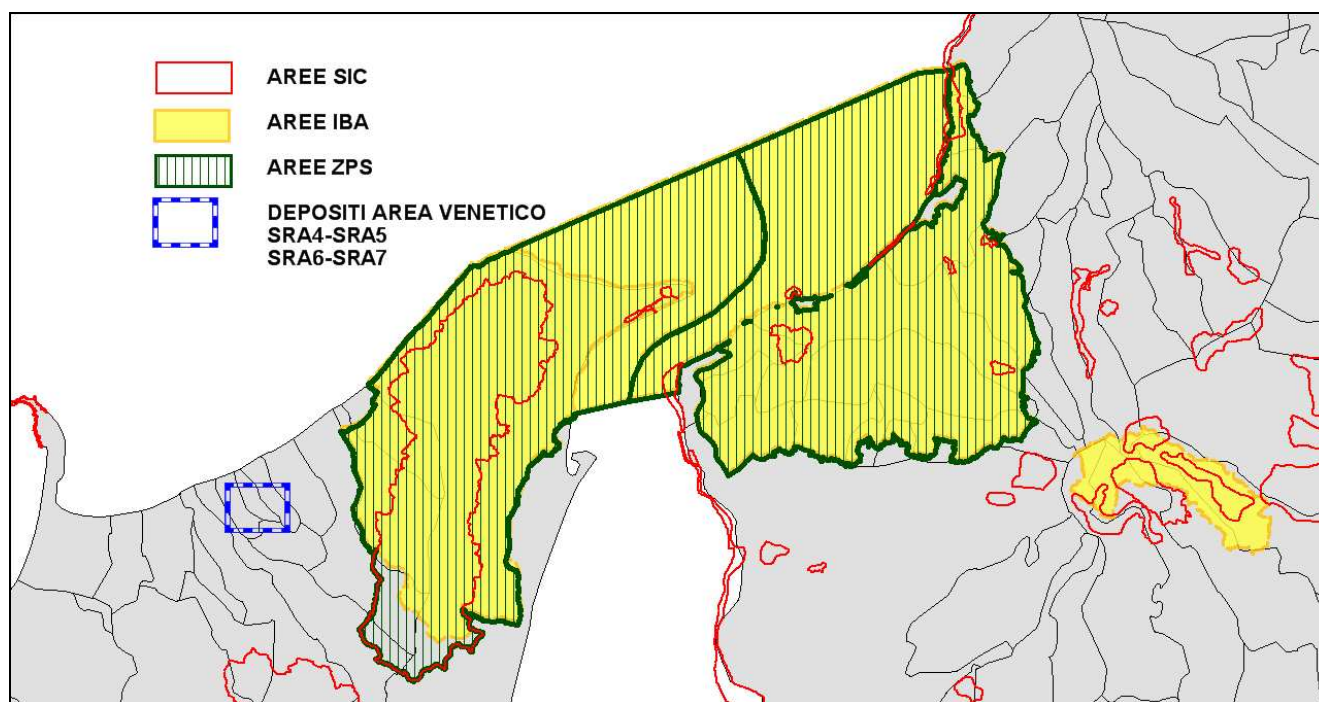 AREE SIC
AREE IBA
AREE ZPS
DEPOSITI AREA VENETICO
SRA4-SRA5
SRA6-SRA7